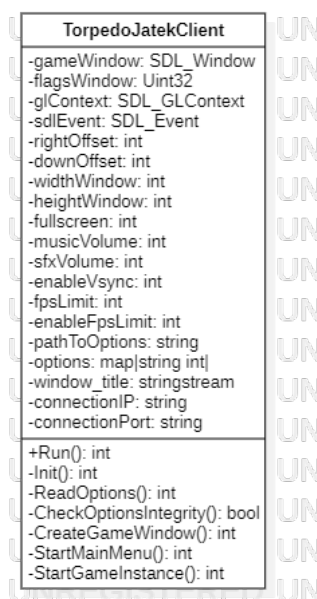 TorpedoJatekClient
-gameWindow: SDL_Window
-flagsWindow: Uint32
-glContext: SDL_GLContext
-sdlEvent: SDL_Event
-rightOffset: int
-downOffset: int
-widthWindow: int
-heightWindow: int
-fullscreen: int
-musicVolume: int
-sfxVolume: int
-enableVsync: int
-fpsLimit: int
-enableFpsLimit: int
-pathToOptions: string
-options: map|string int|
-window_title: stringstream
-connectionIP: string
-connectionPort: string
+Run(): int
-Init(): int
-ReadOptions(): int
-CheckOptionsIntegrity(): bool
-CreateGameWindow(): int
-StartMainMenu(): int
-StartGameInstance(): int
UNREGISTERED